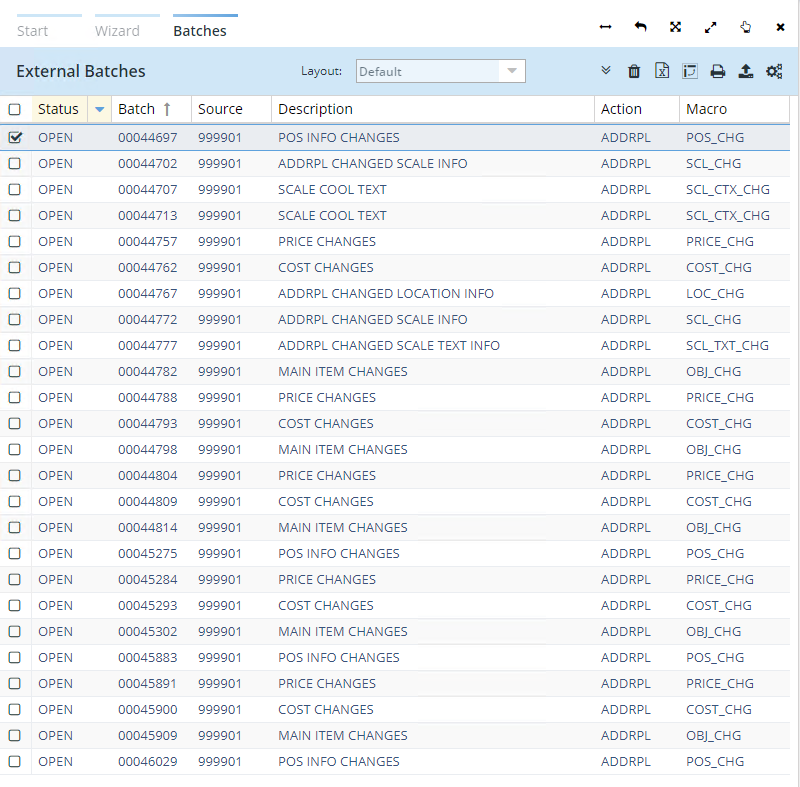 Start Wizard Batches
External Batches Layout: Default
Status Batch Source Description Action Macro
OPEN 00044697 999901 POS INFO CHANGES ADDRPL POS_CHG
OPEN 00044702 999901 ADDRPL CHANGED SCALE INFO ADDRPL SCL_CHG
OPEN 00044707 999901 SCALE COOL TEXT ADDRPL SCL_CTX_CHG
OPEN 00044713 999901 SCALE COOL TEXT ADDRPL SCL_CTX_CHG
OPEN 00044757 999901 PRICE CHANGES ADDRPL PRICE_CHG
OPEN 00044762 999901 COST CHANGES ADDRPL COST_CHG
OPEN 00044767 999901 ADDRPL CHANGED LOCATION INFO ADDRPL LOC_CHG
OPEN 00044772 999901 ADDRPL CHANGED SCALE INFO ADDRPL SCL_CHG
OPEN 00044777 999901 ADDRPL CHANGED SCALE TEXT INFO ADDRPL SCL_TXT_CHG
OPEN 00044782 999901 MAIN ITEM CHANGES ADDRPL OBJ_CHG
OPEN 00044788 999901 PRICE CHANGES ADDRPL PRICE_CHG
OPEN 00044793 999901 COST CHANGES ADDRPL COST_CHG
OPEN 00044798 999901 MAIN ITEM CHANGES ADDRPL OBJ_CHG
OPEN 00044804 999901 PRICE CHANGES ADDRPL PRICE_CHG
OPEN 00044809 999901 COST CHANGES ADDRPL COST_CHG
OPEN 00044814 999901 MAIN ITEM CHANGES ADDRPL OBJ_CHG
OPEN 00045275 999901 POS INFO CHANGES ADDRPL POS_CHG
OPEN 00045284 999901 PRICE CHANGES ADDRPL PRICE_CHG
OPEN 00045293 999901 COST CHANGES ADDRPL COST_CHG
OPEN 00045302 999901 MAIN ITEM CHANGES ADDRPL OBJ_CHG
OPEN 00045883 999901 POS INFO CHANGES ADDRPL POS_CHG
OPEN 00045891 999901 PRICE CHANGES ADDRPL PRICE_CHG
OPEN 00045900 999901 COST CHANGES ADDRPL COST_CHG
OPEN 00045909 999901 MAIN ITEM CHANGES ADDRPL OBJ_CHG
OPEN 00046029 999901 POS INFO CHANGES ADDRPL POS_CHG